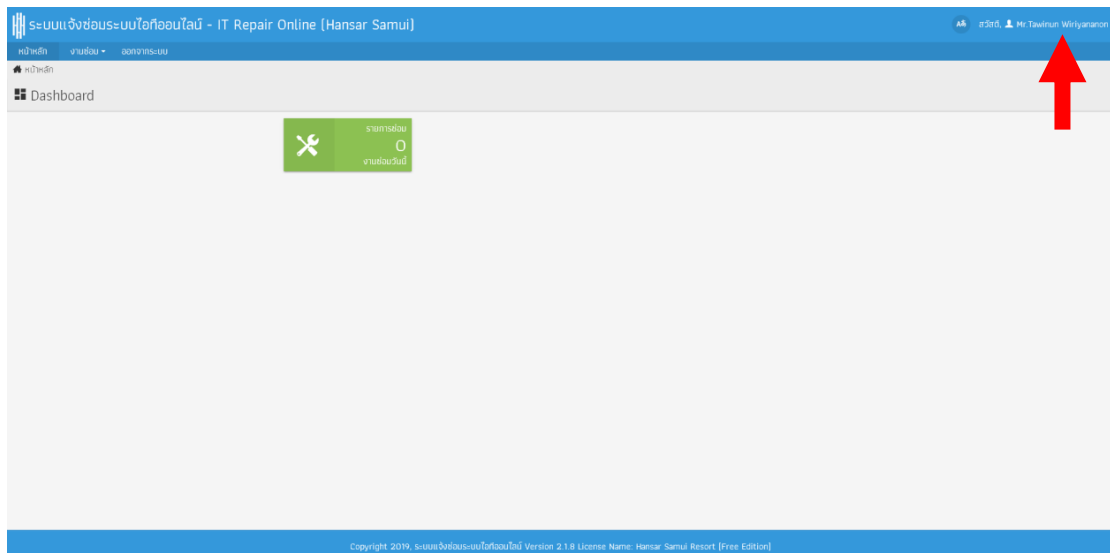 ระบบแจ้งซ่อมระบบไอทีออนไลน์ - IT Repair Online (Hansar Samui)
สวัสดี, Mr.Tawinun Wiriyananon
หน้าหลัก งานซ่อม ออกจากระบบ
หน้าหลัก
Dashboard
รายการซ่อม
0
งานซ่อมวันนี้
Copyright 2019, ระบบแจ้งซ่อมระบบไอทีออนไลน์ Version 2.1.8 License Name: Hansar Samui Resort [Free Edition]